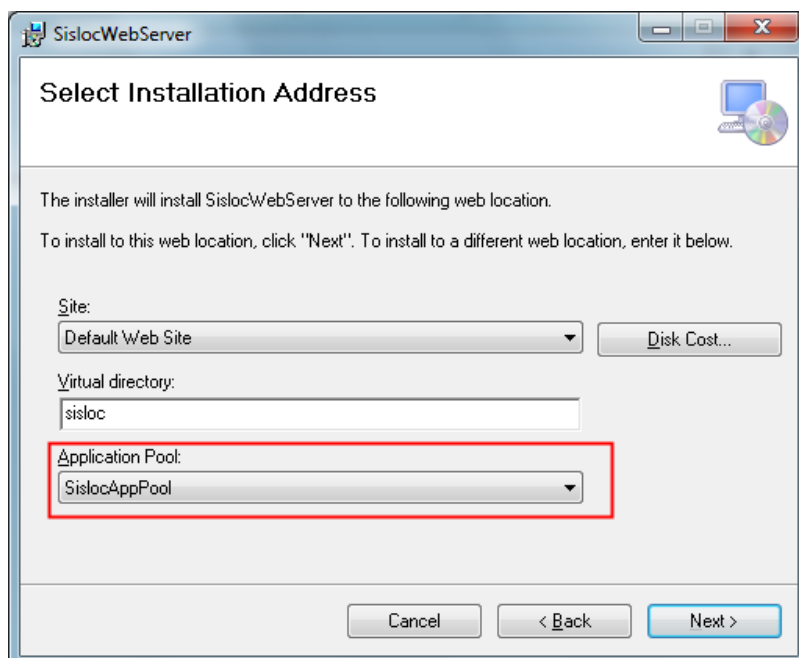 SislocWebServer
Select Installation Address
The installer will install SislocWebServer to the following web location.
To install to this web location, click "Next". To install to a different web location, enter it below.
Site:
Default Web Site
Disk Cost...
Virtual directory:
sisloc
Application Pool:
SislocAppPool
Cancel
< Back
Next >